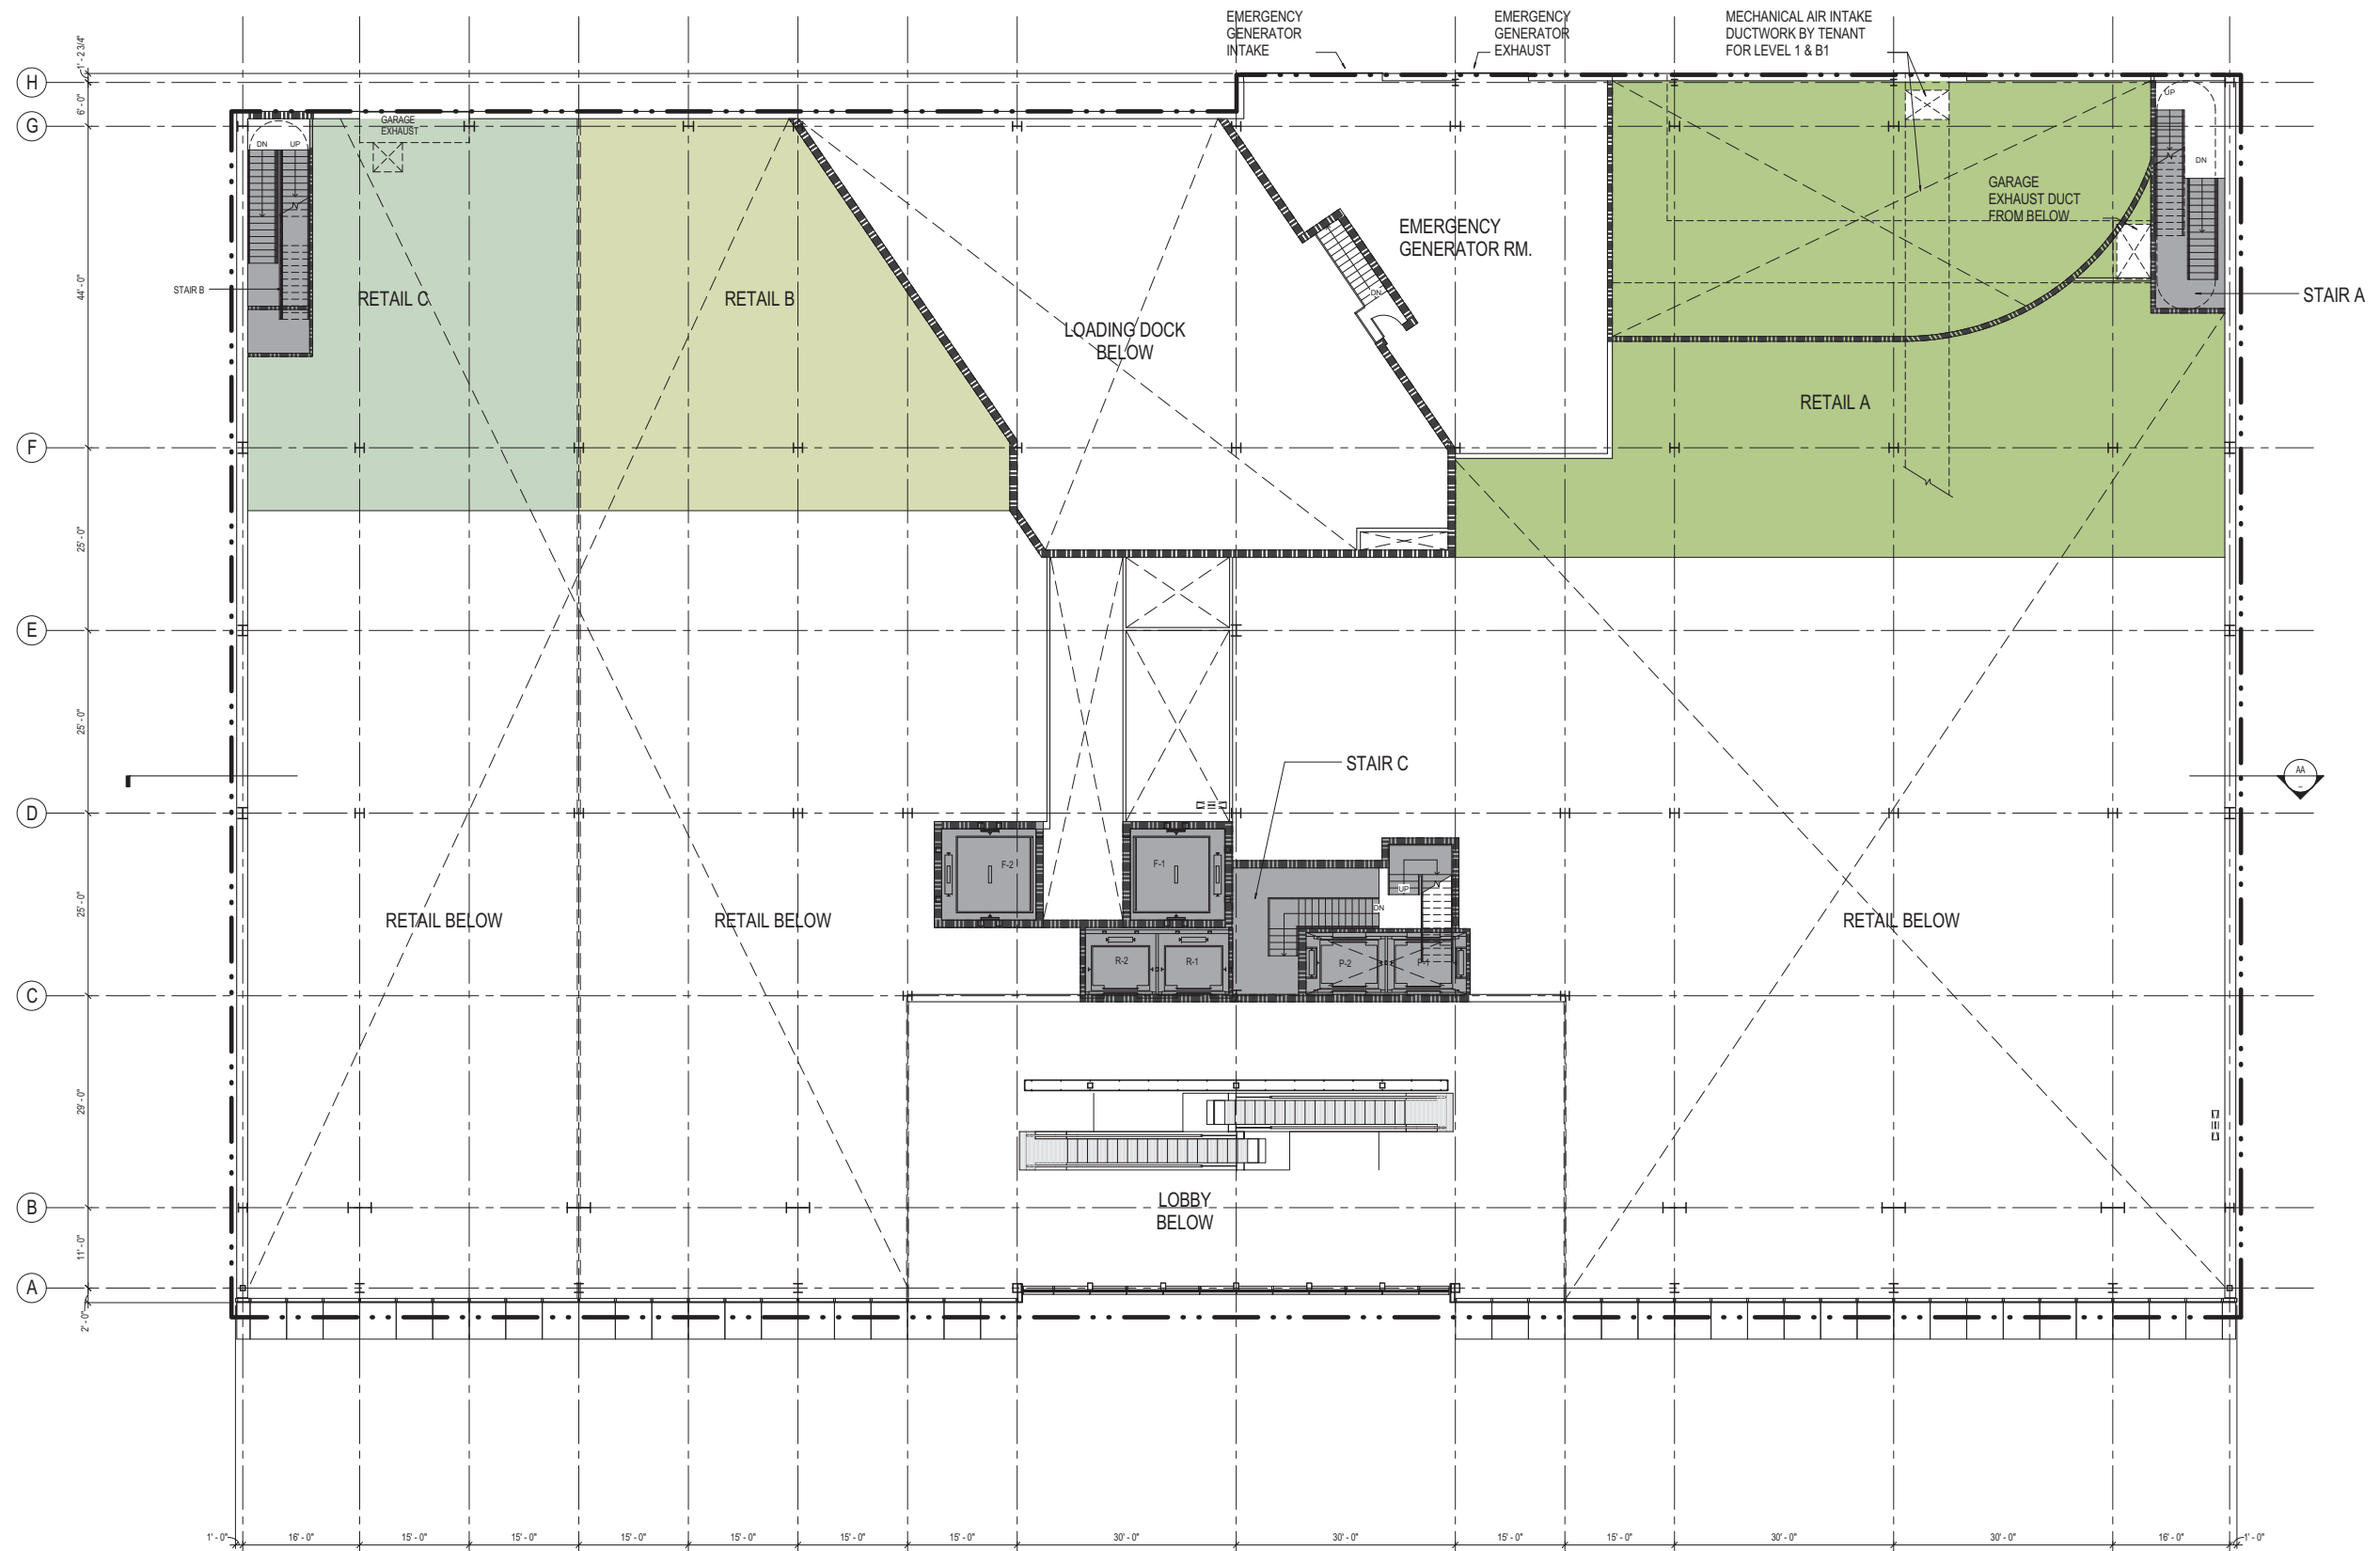 EMERGENCY
GENERATOR
INTAKE
EMERGENCY
GENERATOR
EXHAUST
MECHANICAL AIR INTAKE
DUCTWORK BY TENANT
FOR LEVEL 1 & B1
1' - 2 3/4"
H
6' - 0"
G
GARAGE
EXHAUST
DN
UP
UP
DN
GARAGE
EXHAUST DUCT
FROM BELOW
EMERGENCY
GENERATOR RM.
44' - 0"
STAIR B
RETAIL C
RETAIL B
DN
STAIR A
LOADING DOCK
BELOW
RETAIL A
F
25' - 0"
E
25' - 0"
STAIR C
AA
D
F-2
F-1
UP
DN
25' - 0"
RETAIL BELOW
RETAIL BELOW
RETAIL BELOW
R-2
R-1
P-2
P-1
C
29' - 0"
LOBBY
BELOW
B
11' - 0"
A
2' - 0"
1' - 0"
16' - 0"
15' - 0"
15' - 0"
15' - 0"
15' - 0"
15' - 0"
15' - 0"
30' - 0"
30' - 0"
15' - 0"
15' - 0"
30' - 0"
30' - 0"
16' - 0"
1' - 0"